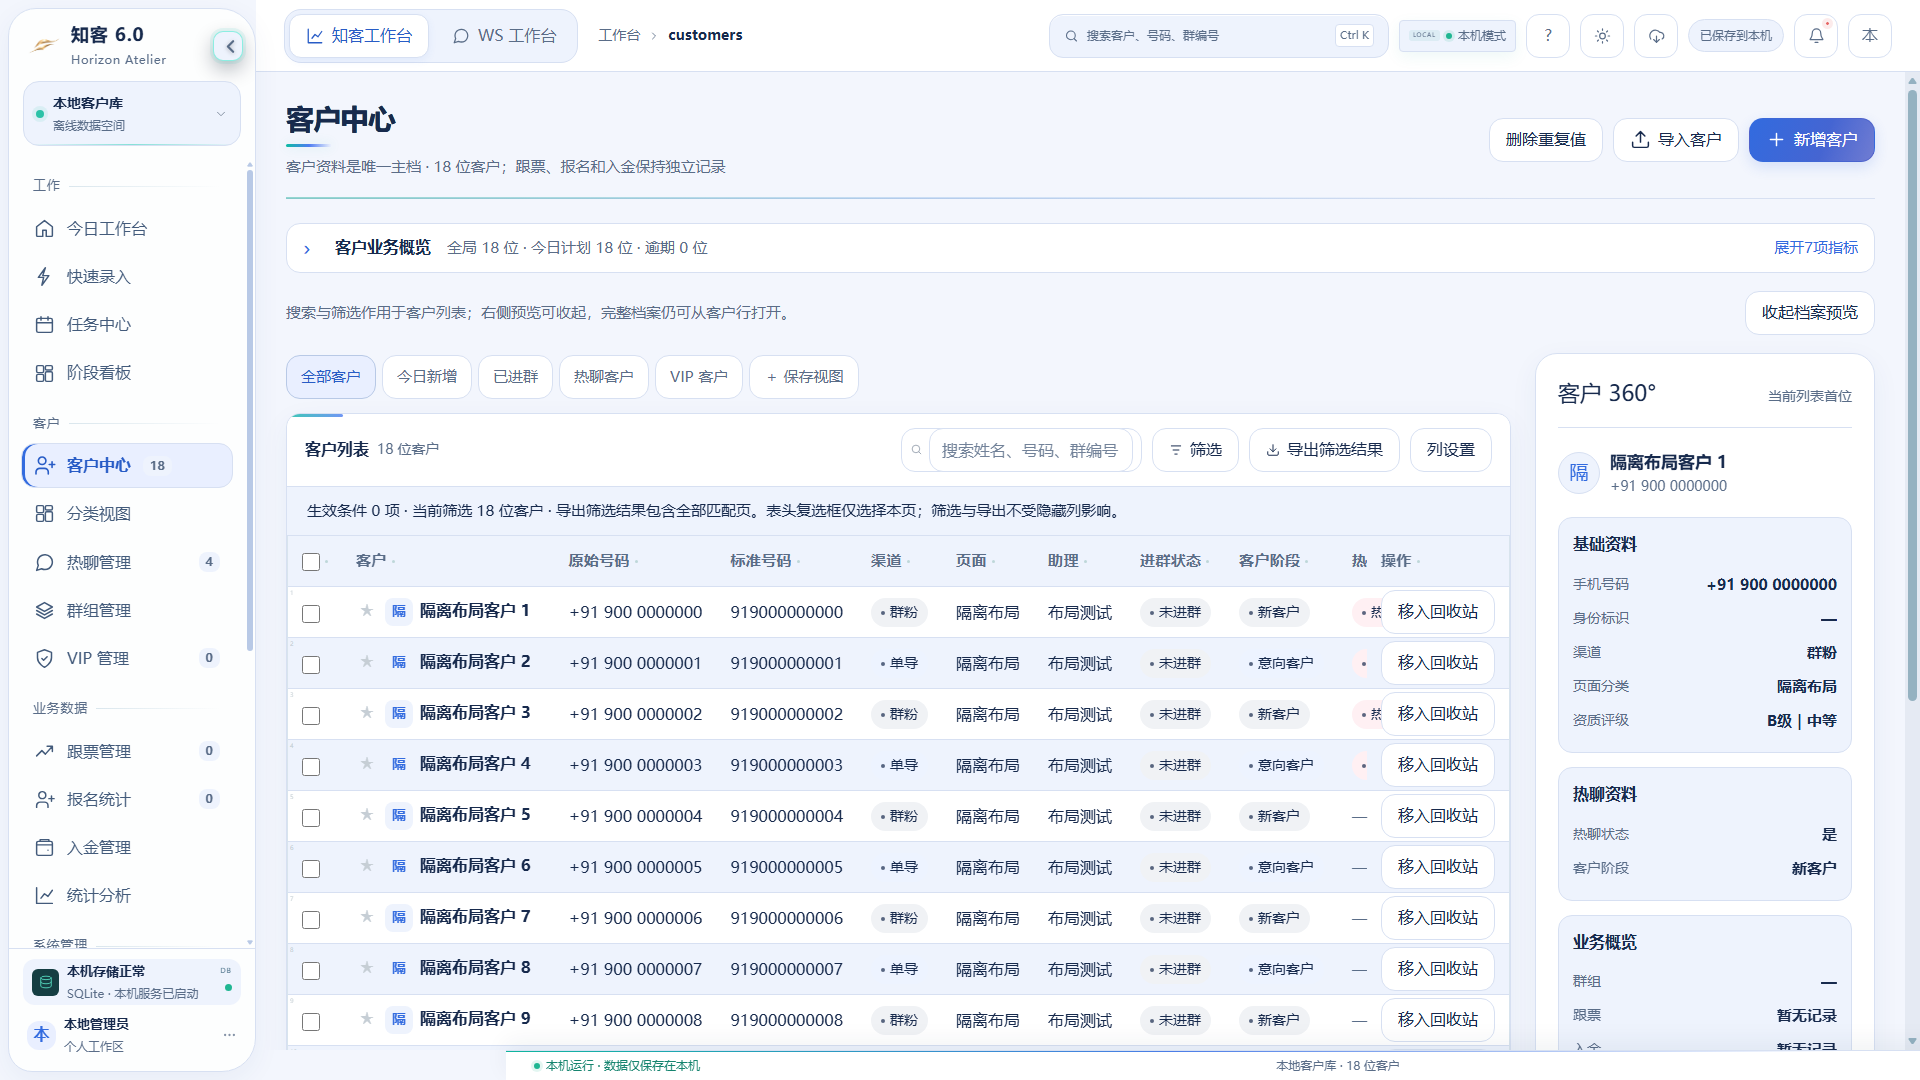 知客 6.0
Horizon Atelier
本地客户库
离线数据空间
工作
今日工作台
快速录入
任务中心
阶段看板
客户
客户中心 18
分类视图
热聊管理 4
群组管理
VIP 管理 0
业务数据
跟票管理 0
报名统计 0
入金管理
统计分析
系统管理
本机存储正常 DB
SQLite · 本机服务已启动
本 本地管理员 ···
个人工作区
知客工作台 WS 工作台 工作台 › customers
搜索客户、号码、群编号 Ctrl K LOCAL 本机模式 ? 已保存到本机 本
客户中心
客户资料是唯一主档 · 18 位客户；跟票、报名和入金保持独立记录
删除重复值 导入客户 新增客户
› 客户业务概览 全局 18 位 · 今日计划 18 位 · 逾期 0 位 展开7项指标
搜索与筛选作用于客户列表；右侧预览可收起，完整档案仍可从客户行打开。 收起档案预览
全部客户 今日新增 已进群 热聊客户 VIP 客户 ＋ 保存视图
客户列表 18 位客户 搜索姓名、号码、群编号 筛选 导出筛选结果 列设置
生效条件 0 项 · 当前筛选 18 位客户 · 导出筛选结果包含全部匹配页。表头复选框仅选择本页；筛选与导出不受隐藏列影响。
客户 原始号码 标准号码 渠道 页面 助理 进群状态 客户阶段 热 操作
1 ★ 隔 隔离布局客户 1 +91 900 0000000 919000000000 • 群粉 隔离布局 布局测试 • 未进群 • 新客户 • 热 移入回收站
2 ★ 隔 隔离布局客户 2 +91 900 0000001 919000000001 • 单导 隔离布局 布局测试 • 未进群 • 意向客户 • 移入回收站
3 ★ 隔 隔离布局客户 3 +91 900 0000002 919000000002 • 群粉 隔离布局 布局测试 • 未进群 • 新客户 • 热 移入回收站
4 ★ 隔 隔离布局客户 4 +91 900 0000003 919000000003 • 单导 隔离布局 布局测试 • 未进群 • 意向客户 • 移入回收站
5 ★ 隔 隔离布局客户 5 +91 900 0000004 919000000004 • 群粉 隔离布局 布局测试 • 未进群 • 新客户 — 移入回收站
6 ★ 隔 隔离布局客户 6 +91 900 0000005 919000000005 • 单导 隔离布局 布局测试 • 未进群 • 意向客户 — 移入回收站
7 ★ 隔 隔离布局客户 7 +91 900 0000006 919000000006 • 群粉 隔离布局 布局测试 • 未进群 • 新客户 — 移入回收站
8 ★ 隔 隔离布局客户 8 +91 900 0000007 919000000007 • 单导 隔离布局 布局测试 • 未进群 • 意向客户 — 移入回收站
9 ★ 隔 隔离布局客户 9 +91 900 0000008 919000000008 • 群粉 隔离布局 布局测试 • 未进群 • 新客户 — 移入回收站
客户 360° 当前列表首位
隔 隔离布局客户 1
+91 900 0000000
基础资料
手机号码 +91 900 0000000
身份标识 —
渠道 群粉
页面分类 隔离布局
资质评级 B级 | 中等
热聊资料
热聊状态 是
客户阶段 新客户
业务概览
群组 —
跟票 暂无记录
入金 暂无记录
本机运行 · 数据仅保存在本机 本地客户库 · 18 位客户